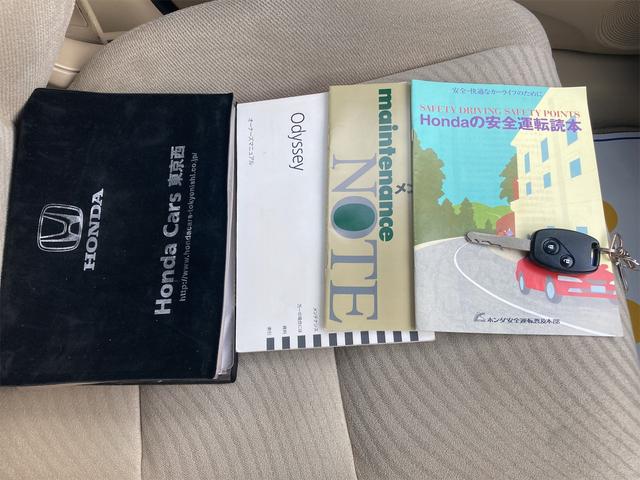 HONDA
Honda Cars 東京西
http://www.hondacars-tokyonishi.co.jp/
Odyssey
オーナーズマニュアル
maintenance
NOTE
安全・快適なカーライフのために
SAFETY DRIVING SAFETY POINTS
Hondaの安全運転読本
ホンダ安全運転普及本部